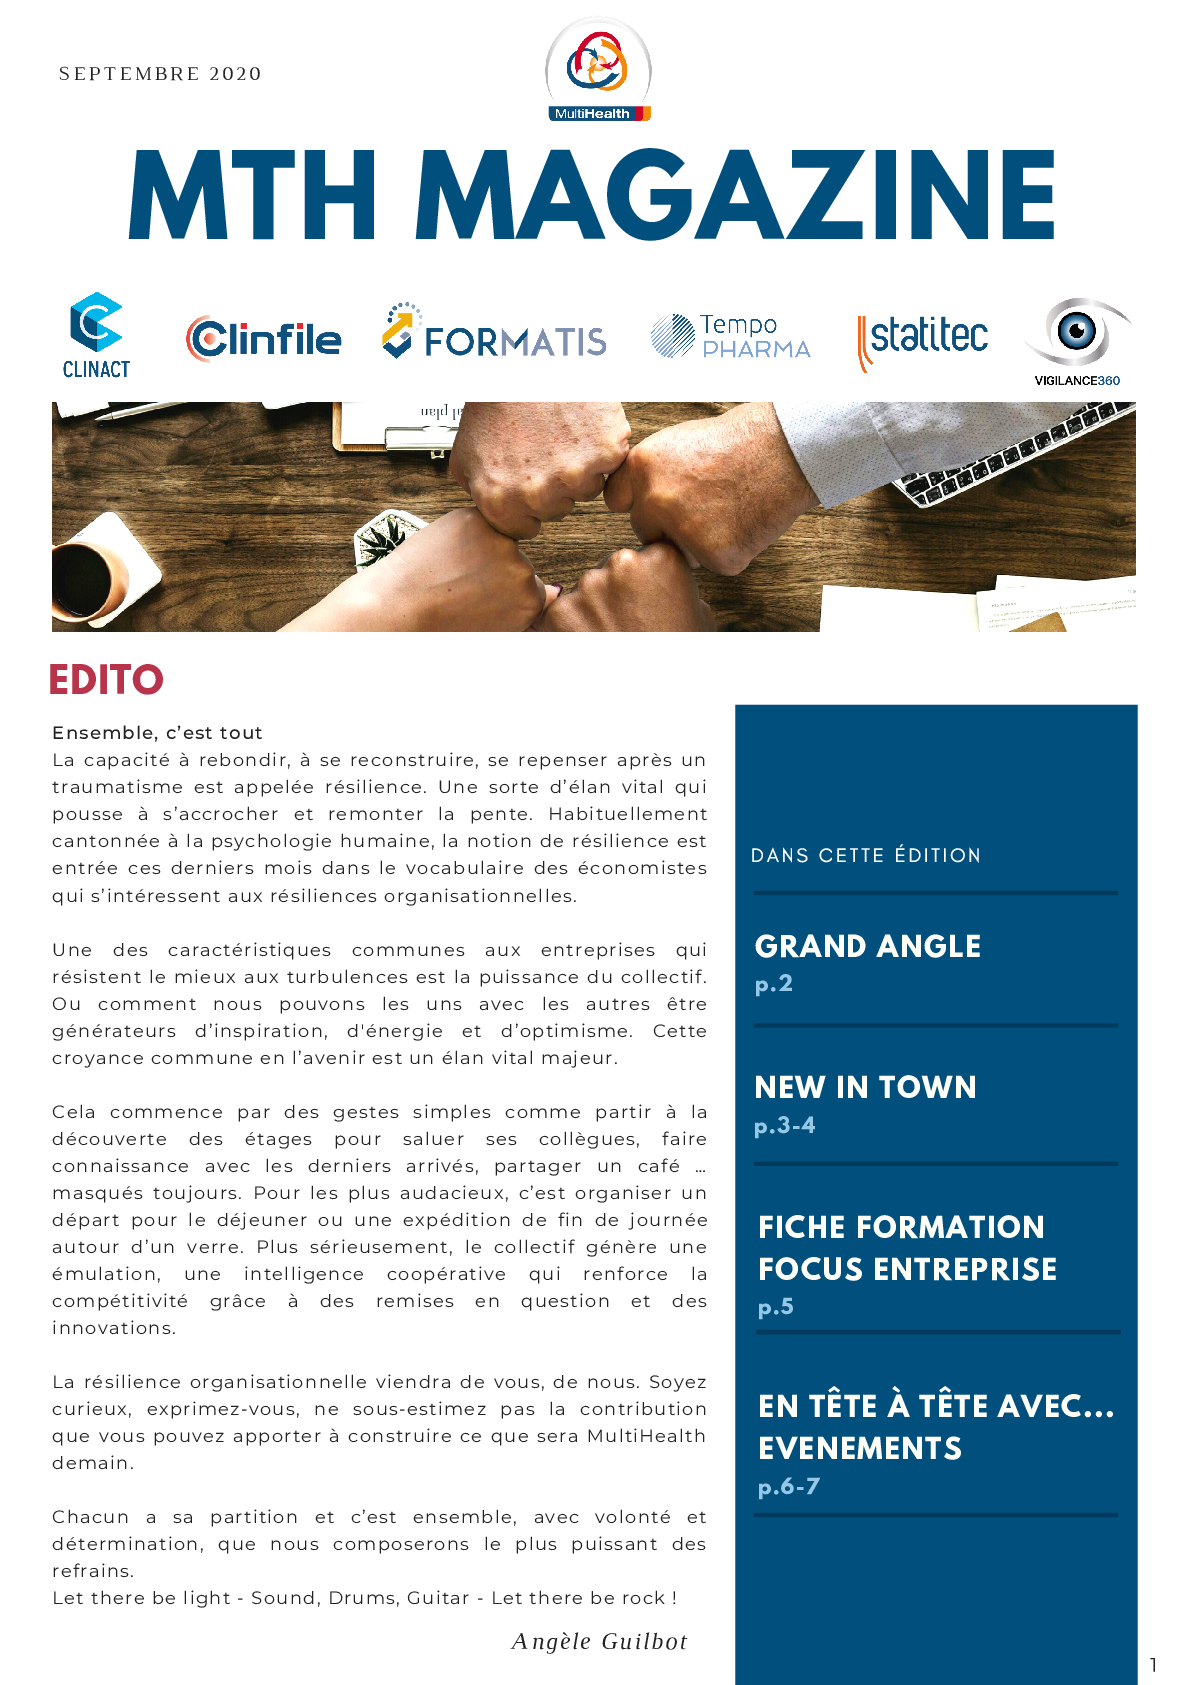 SEPTEMBRE 2020
MultiHealth
MTH MAGAZINE
CLINACT
Clinfile
FORMATIS
Tempo
PHARMA
statitec
VIGILANCE360
al plan
EDITO
Ensemble, c’est tout
La capacité à rebondir, à se reconstruire, se repenser après un
traumatisme est appelée résilience. Une sorte d’élan vital qui
pousse à s’accrocher et remonter la pente. Habituellement
cantonnée à la psychologie humaine, la notion de résilience est
entrée ces derniers mois dans le vocabulaire des économistes
qui s’intéressent aux résiliences organisationnelles.
Une des caractéristiques communes aux entreprises qui
résistent le mieux aux turbulences est la puissance du collectif.
Ou comment nous pouvons les uns avec les autres être
générateurs d’inspiration, d'énergie et d’optimisme. Cette
croyance commune en l’avenir est un élan vital majeur.
Cela commence par des gestes simples comme partir à la
découverte des étages pour saluer ses collègues, faire
connaissance avec les derniers arrivés, partager un café …
masqués toujours. Pour les plus audacieux, c’est organiser un
départ pour le déjeuner ou une expédition de fin de journée
autour d’un verre. Plus sérieusement, le collectif génère une
émulation, une intelligence coopérative qui renforce la
compétitivité grâce à des remises en question et des
innovations.
La résilience organisationnelle viendra de vous, de nous. Soyez
curieux, exprimez-vous, ne sous-estimez pas la contribution
que vous pouvez apporter à construire ce que sera MultiHealth
demain.
Chacun a sa partition et c’est ensemble, avec volonté et
détermination, que nous composerons le plus puissant des
refrains.
Let there be light - Sound, Drums, Guitar - Let there be rock !
Angèle Guilbot
DANS CETTE ÉDITION
GRAND ANGLE
p.2
NEW IN TOWN
p.3-4
FICHE FORMATION
FOCUS ENTREPRISE
p.5
EN TÊTE À TÊTE AVEC...
EVENEMENTS
p.6-7
1